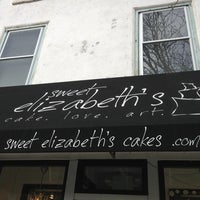 sweet
elizabeth's
cake. love. art.
sweet elizabeth's cakes .com